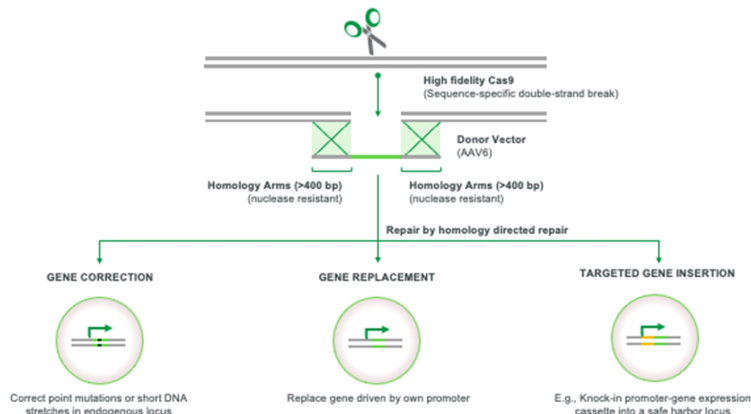 High fidelity Cas9
(Sequence-specific double-strand break)
Donor Vector
(AAV6)
Homology Arms (>400 bp)
(nuclease resistant)
Homology Arms (>400 bp)
(nuclease resistant)
Repair by homology directed repair
GENE CORRECTION
Correct point mutations or short DNA
stretches in endogenous locus
GENE REPLACEMENT
Replace gene driven by own promoter
TARGETED GENE INSERTION
E.g., Knock-in promoter-gene expression
cassette into a safe harbor locus